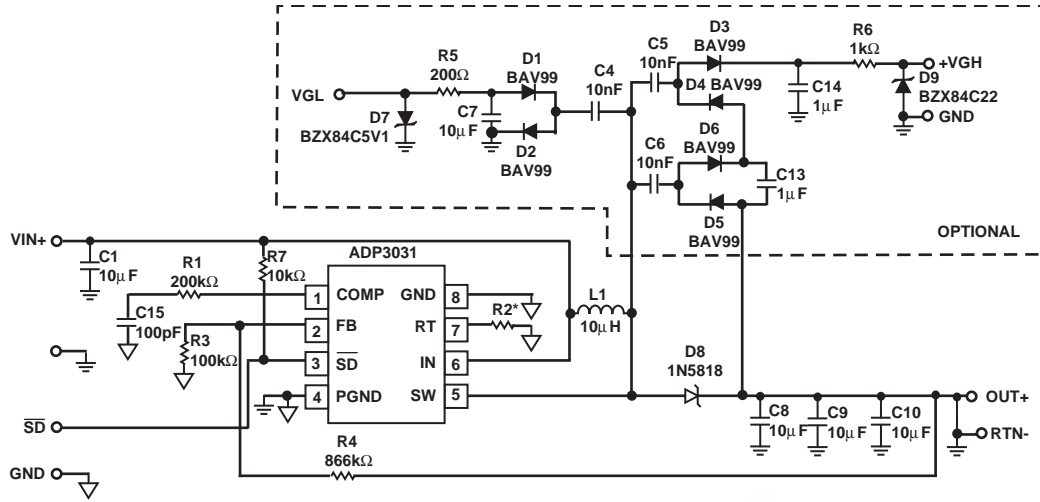 D3
BAV99
R6
1kΩ
+VGH
C5
10nF
D1
BAV99
R5
200Ω
C4
10nF
D4 BAV99
C14
1μF
D9
BZX84C22
GND
VGL
D7
BZX84C5V1
C7
10μF
D2
BAV99
D6
BAV99
C6
10nF
C13
1μF
D5
BAV99
OPTIONAL
VIN+
C1
10μF
R1
200kΩ
R7
10kΩ
ADP3031
1 COMP GND 8
2 FB RT 7
3 SD IN 6
4 PGND SW 5
C15
100pF
R3
100kΩ
R2*
L1
10μH
D8
1N5818
OUT+
C8
10μF
C9
10μF
C10
10μF
RTN-
SD
R4
866kΩ
GND